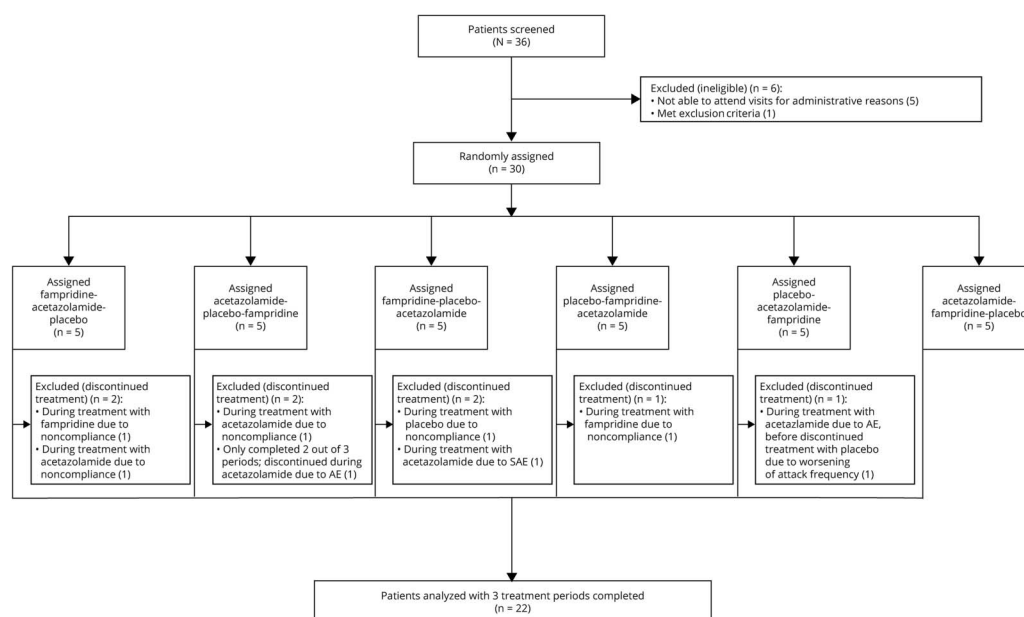 Patients screened
(N = 36)
Excluded (ineligible) (n = 6):
• Not able to attend visits for administrative reasons (5)
• Met exclusion criteria (1)
Randomly assigned
(n = 30)
Assigned
fampridine-
acetazolamide-
placebo
(n = 5)
Assigned
acetazolamide-
placebo-fampridine
(n = 5)
Assigned
fampridine-placebo-
acetazolamide
(n = 5)
Assigned
placebo-fampridine-
acetazolamide
(n = 5)
Assigned
placebo-
acetazolamide-
fampridine
(n = 5)
Assigned
acetazolamide-
fampridine-placebo
(n = 5)
Excluded (discontinued
treatment) (n = 2):
• During treatment with
fampridine due to
noncompliance (1)
• During treatment with
acetazolamide due to
noncompliance (1)
Excluded (discontinued
treatment) (n = 2):
• During treatment with
acetazolamide due to
noncompliance (1)
• Only completed 2 out of 3
periods; discontinued during
acetazolamide due to AE (1)
Excluded (discontinued
treatment) (n = 2):
• During treatment with
placebo due to
noncompliance (1)
• During treatment with
acetazolamide due to SAE (1)
Excluded (discontinued
treatment) (n = 1):
• During treatment with
fampridine due to
noncompliance (1)
Excluded (discontinued
treatment) (n = 1):
• During treatment with
acetazlamide due to AE,
before discontinued
treatment with placebo
due to worsening
of attack frequency (1)
Patients analyzed with 3 treatment periods completed
(n = 22)